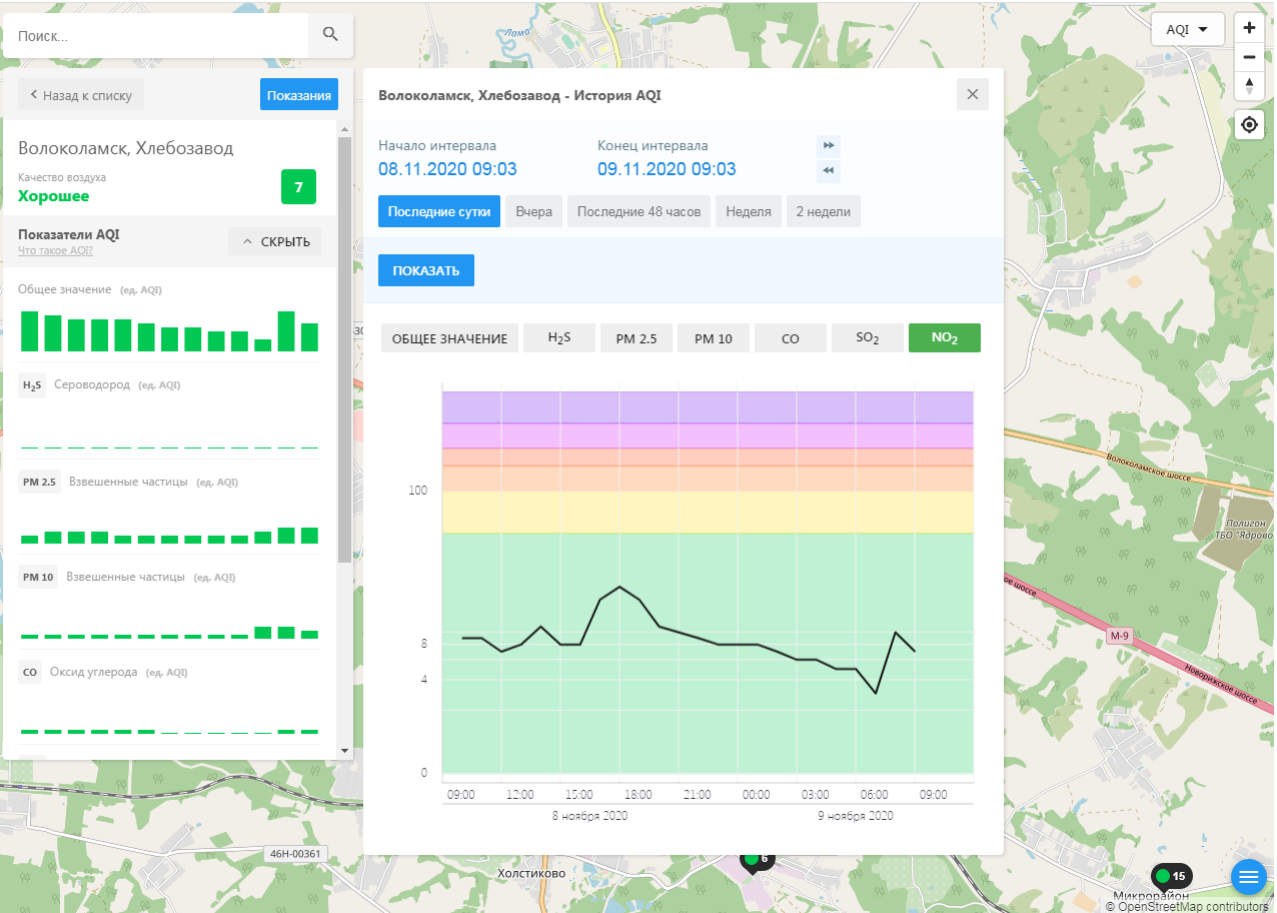 Поиск...
AQI
Лома
Назад к списку
Показания
Волоколамск, Хлебозавод
Качество воздуха
Хорошее
7
Показатели AQI
Что такое AQI?
СКРЫТЬ
Общее значение (ед. AQI)
H2S Сероводород (ед. AQI)
PM 2.5 Взвешенные частицы (ед. AQI)
PM 10 Взвешенные частицы (ед. AQI)
CO Оксид углерода (ед. AQI)
Волоколамск, Хлебозавод - История AQI
Начало интервала
08.11.2020 09:03
Конец интервала
09.11.2020 09:03
Последние сутки
Вчера
Последние 48 часов
Неделя
2 недели
ПОКАЗАТЬ
ОБЩЕЕ ЗНАЧЕНИЕ
H2S
PM 2.5
PM 10
CO
SO2
NO2
100
8
4
0
09:00 12:00 15:00 18:00 21:00 00:00 03:00 06:00 09:00
8 ноября 2020 9 ноября 2020
Волоколамское шоссе
Полигон
ТБО "Ядрово"
ое шоссе
М-9
Новорижское шоссе
46Н-00361
Холстиково
6
15
Микрорайон
© OpenStreetMap contributors